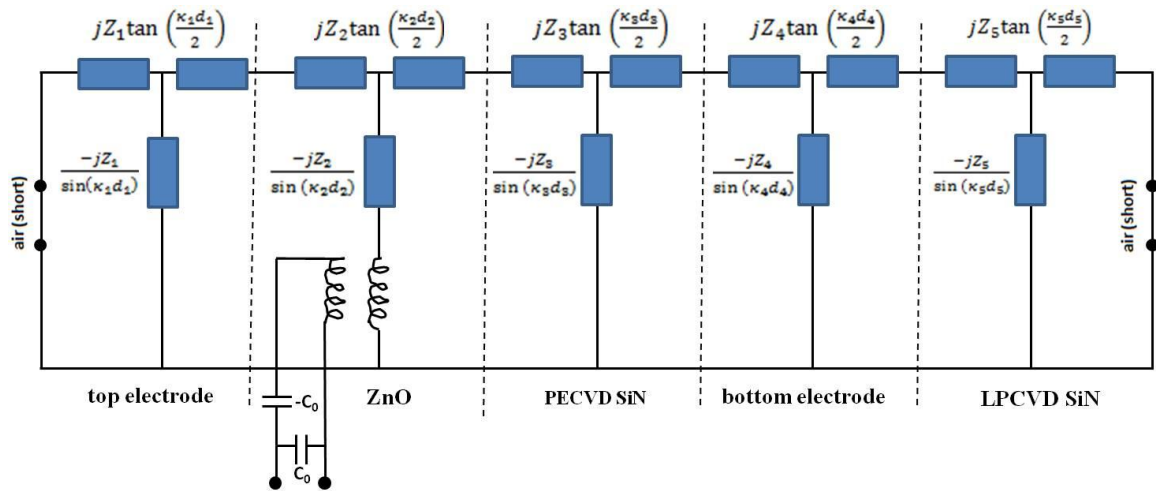 jZ₁tan (κ₁d₁/2) jZ₂tan (κ₂d₂/2) jZ₃tan (κ₃d₃/2) jZ₄tan (κ₄d₄/2) jZ₅tan (κ₅d₅/2)
-jZ₁/sin(κ₁d₁) -jZ₂/sin (κ₂d₂) -jZ₃/sin (κ₃d₃) -jZ₄/sin (κ₄d₄) -jZ₅/sin (κ₅d₅)
air (short)
air (short)
top electrode ZnO PECVD SiN bottom electrode LPCVD SiN
-C₀
C₀